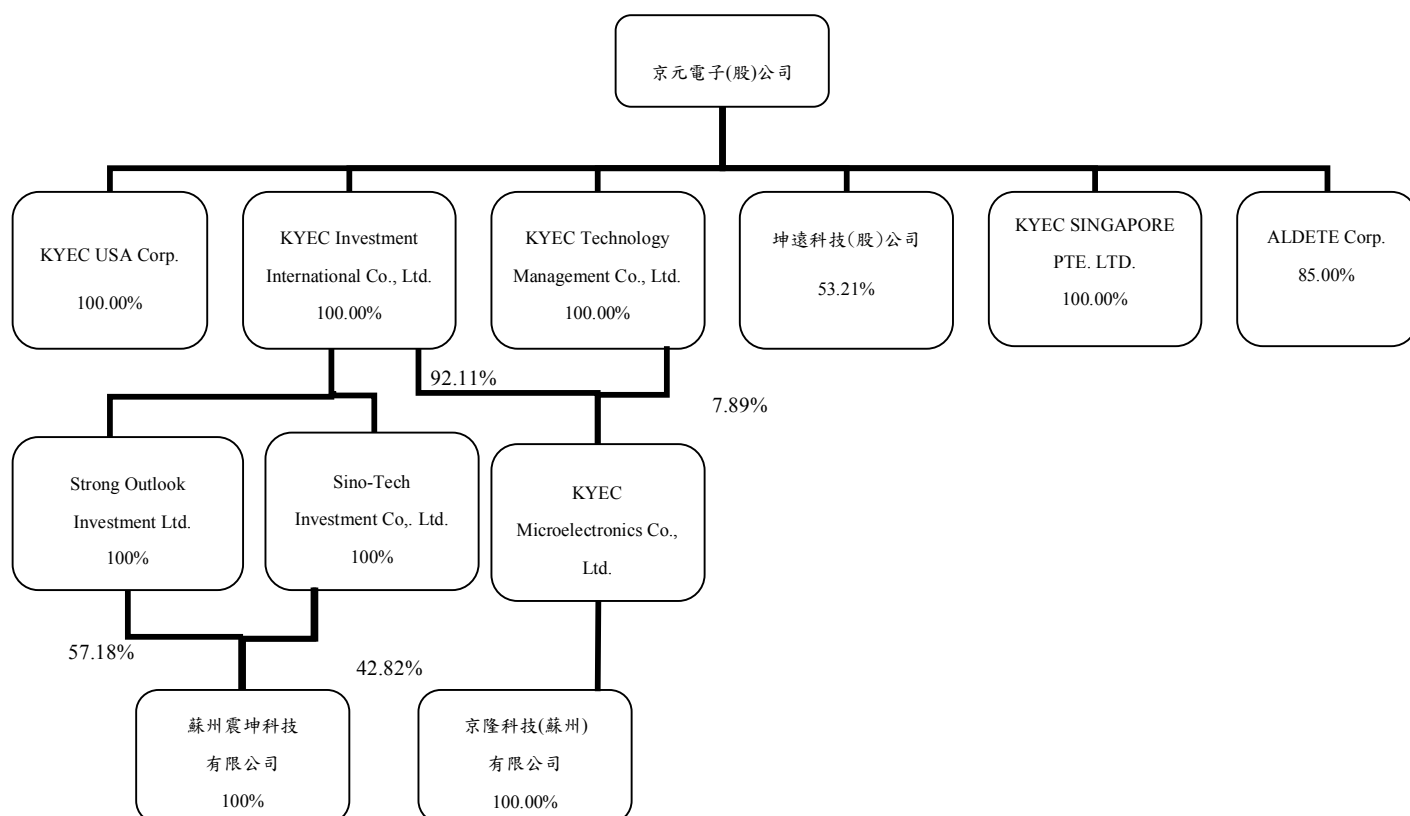 京元電子(股)公司
KYEC USA Corp.
100.00%
KYEC Investment
International Co., Ltd.
100.00%
KYEC Technology
Management Co., Ltd.
100.00%
坤遠科技(股)公司
53.21%
KYEC SINGAPORE
PTE. LTD.
100.00%
ALDETE Corp.
85.00%
92.11%
7.89%
Strong Outlook
Investment Ltd.
100%
Sino-Tech
Investment Co,. Ltd.
100%
KYEC
Microelectronics Co.,
Ltd.
57.18%
42.82%
蘇州震坤科技
有限公司
100%
京隆科技(蘇州)
有限公司
100.00%